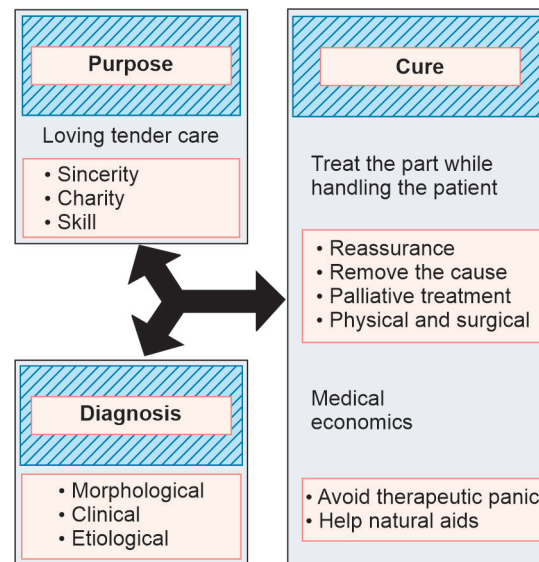 Purpose
Loving tender care
• Sincerity
• Charity
• Skill
Diagnosis
• Morphological
• Clinical
• Etiological
Cure
Treat the part while
handling the patient
• Reassurance
• Remove the cause
• Palliative treatment
• Physical and surgical
Medical
economics
• Avoid therapeutic panic
• Help natural aids